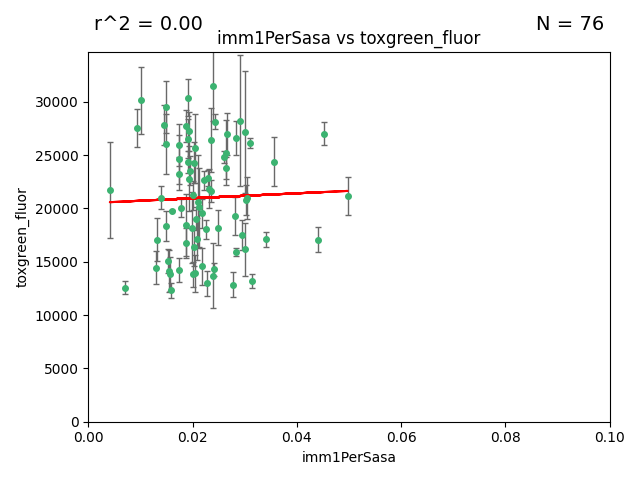 r^2 = 0.00
N = 76
imm1PerSasa vs toxgreen_fluor
30000
25000
20000
15000
10000
5000
0
toxgreen_fluor
0.00
0.02
0.04
0.06
0.08
0.10
imm1PerSasa